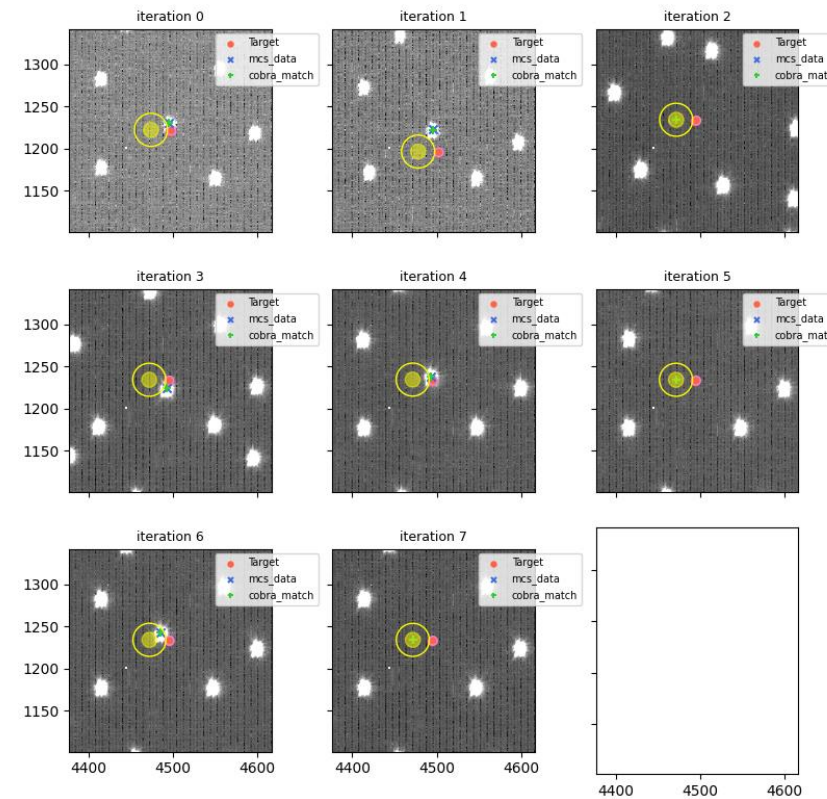 iteration 0
iteration 1
iteration 2
1300
1250
1200
1150
Target
mcs_data
cobra_match
Target
mcs_data
cobra_match
Target
mcs_data
cobra_mat
iteration 3
iteration 4
iteration 5
1300
1250
1200
1150
Target
mcs_data
cobra_match
Target
mcs_data
cobra_match
Target
mcs_data
cobra_mat
iteration 6
iteration 7
1300
1250
1200
1150
Target
mcs_data
cobra_match
Target
mcs_data
cobra_match
4400 4500 4600
4400 4500 4600
4400 4500 4600